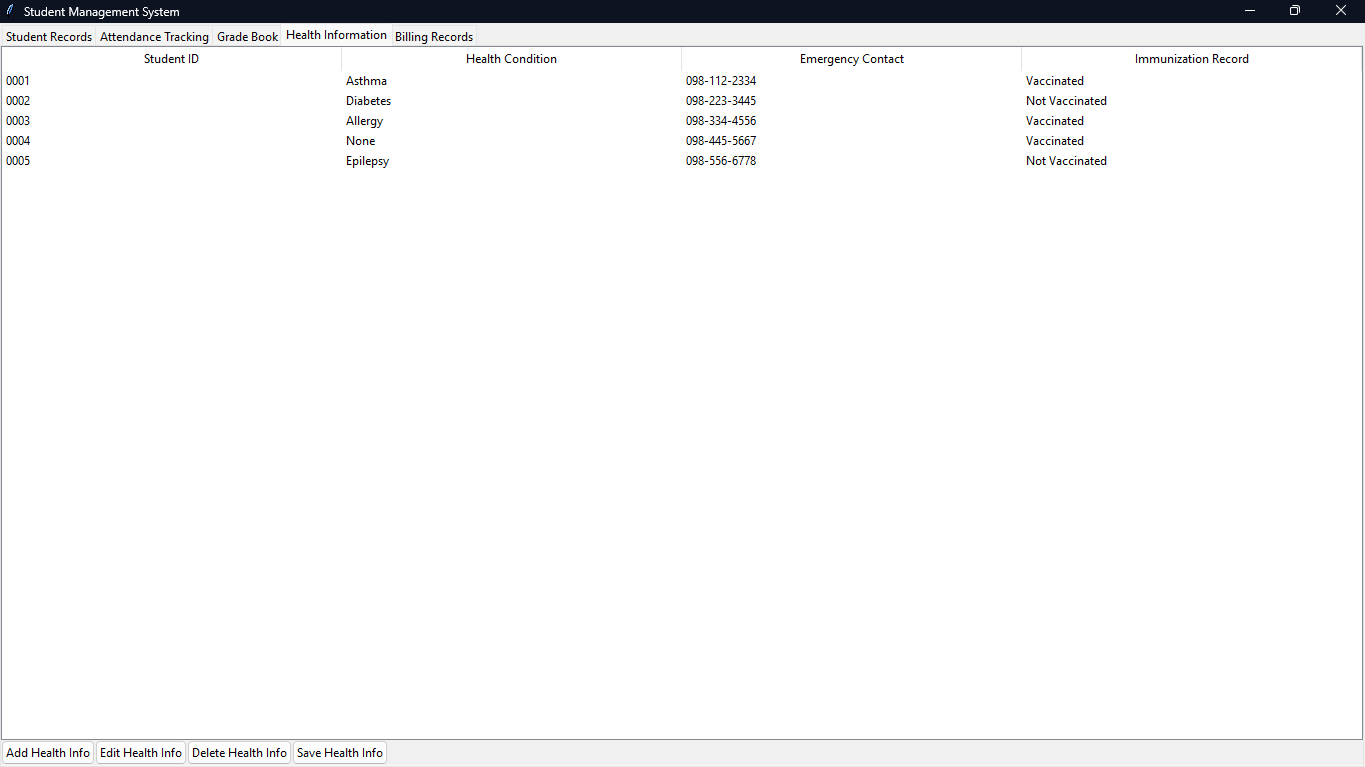 Student Management System
Student Records Attendance Tracking Grade Book Health Information Billing Records
Student ID Health Condition Emergency Contact Immunization Record
0001 Asthma 098-112-2334 Vaccinated
0002 Diabetes 098-223-3445 Not Vaccinated
0003 Allergy 098-334-4556 Vaccinated
0004 None 098-445-5667 Vaccinated
0005 Epilepsy 098-556-6778 Not Vaccinated
Add Health Info Edit Health Info Delete Health Info Save Health Info